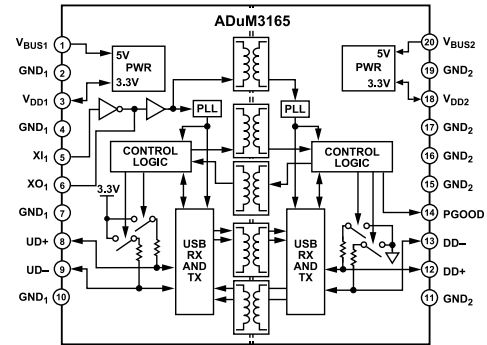 ADuM3165
VBUS1 1
GND1 2
VDD1 3
GND1 4
XI1 5
XO1 6
GND1 7
UD+ 8
UD– 9
GND1 10
5V
PWR
3.3V
PLL
CONTROL
LOGIC
3.3V
USB
RX
AND
TX
PLL
CONTROL
LOGIC
USB
RX
AND
TX
5V
PWR
3.3V
20 VBUS2
19 GND2
18 VDD2
17 GND2
16 GND2
15 GND2
14 PGOOD
13 DD–
12 DD+
11 GND2